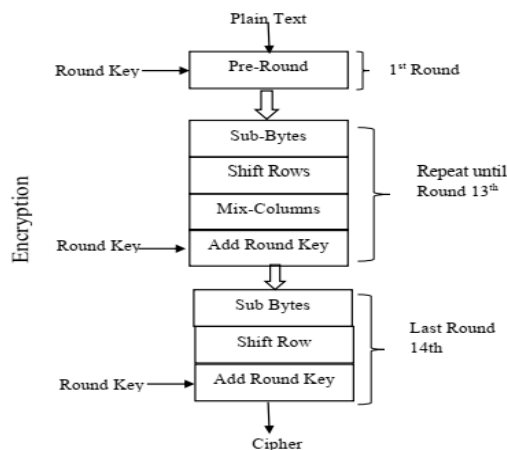 Plain Text
Round Key
Pre-Round
1st Round
Encryption
Sub-Bytes
Shift Rows
Mix-Columns
Round Key
Add Round Key
Repeat until
Round 13th
Sub Bytes
Shift Row
Round Key
Add Round Key
Last Round
14th
Cipher